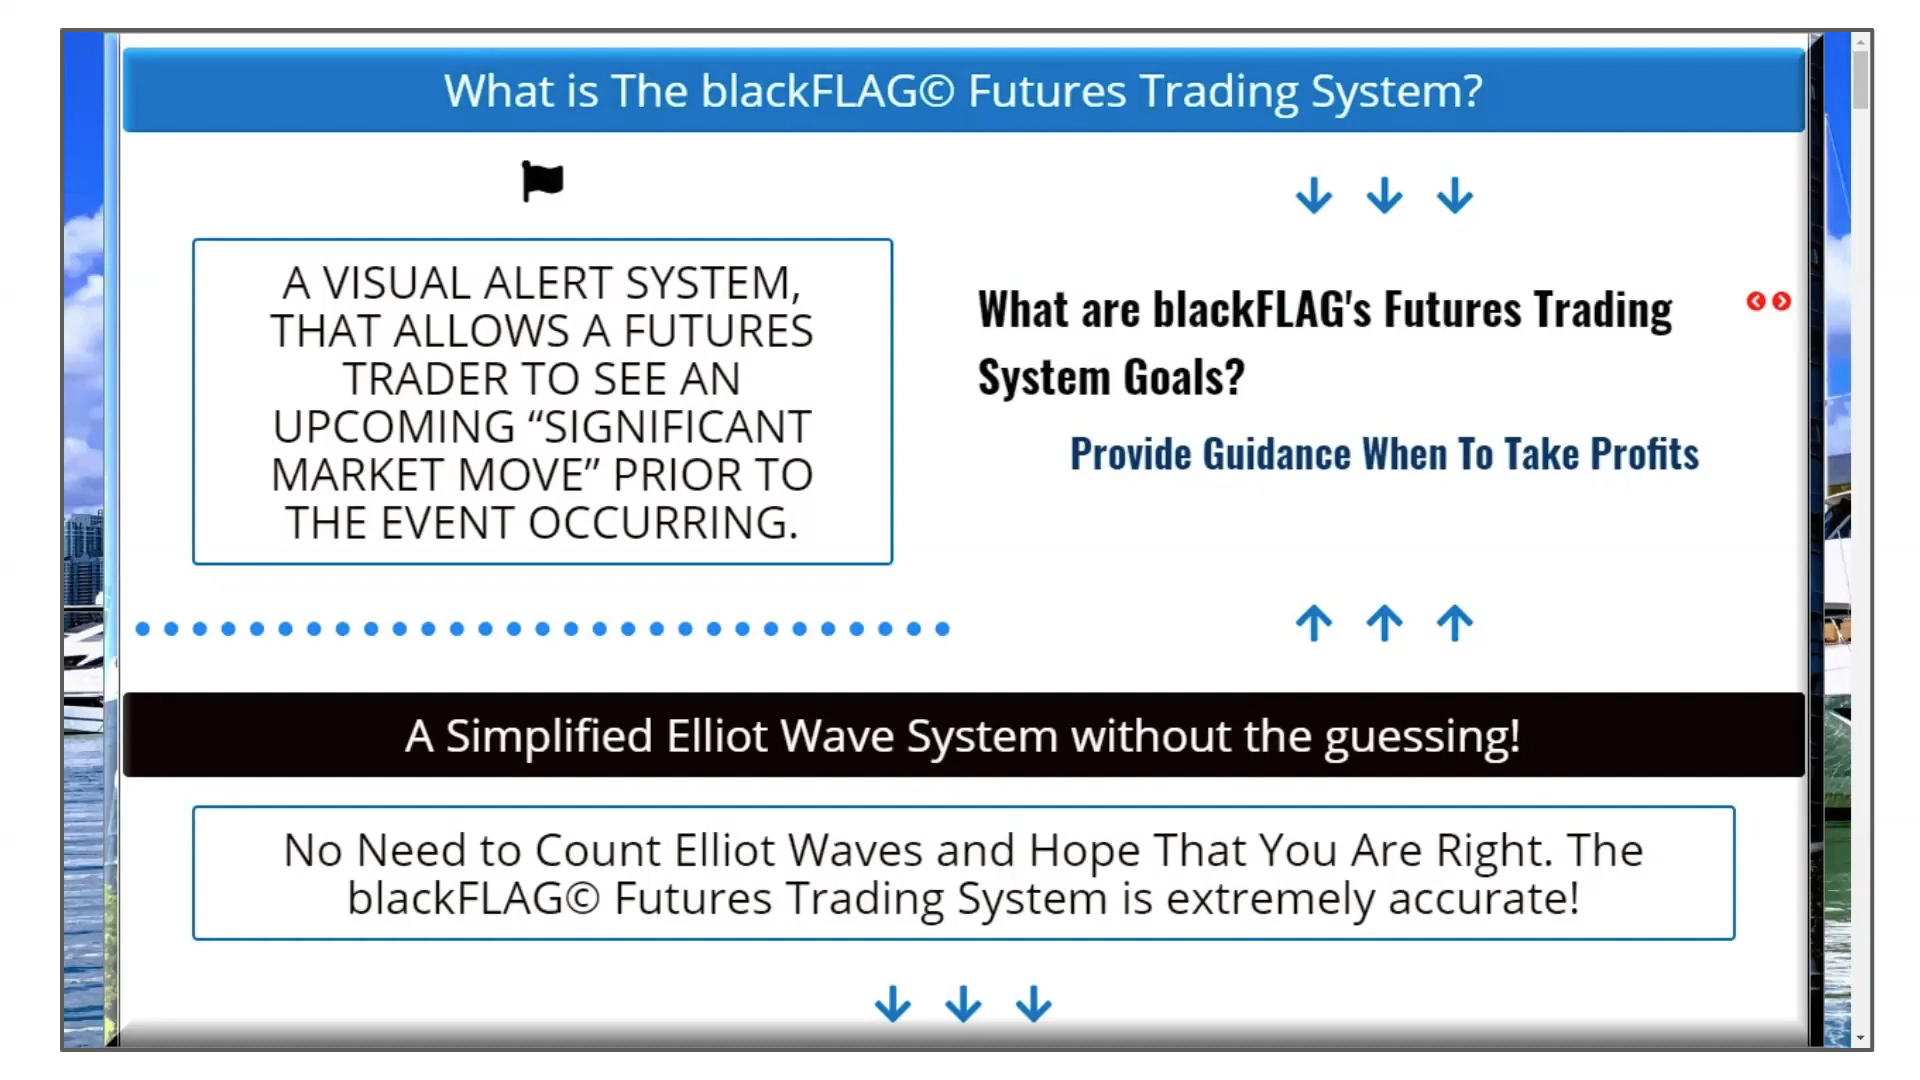 What is The blackFLAG© Futures Trading System?
A VISUAL ALERT SYSTEM,
THAT ALLOWS A FUTURES
TRADER TO SEE AN
UPCOMING “SIGNIFICANT
MARKET MOVE” PRIOR TO
THE EVENT OCCURRING.
What are blackFLAG's Futures Trading
System Goals?
Provide Guidance When To Take Profits
A Simplified Elliot Wave System without the guessing!
No Need to Count Elliot Waves and Hope That You Are Right. The
blackFLAG© Futures Trading System is extremely accurate!